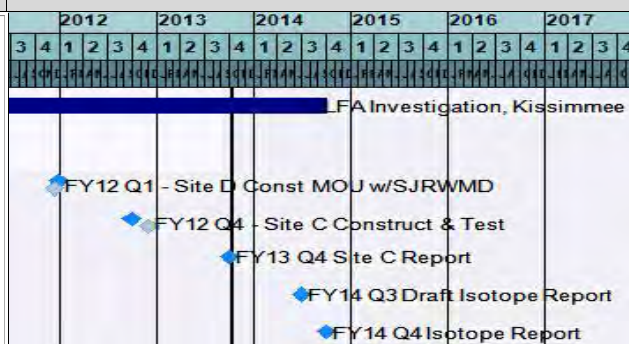 2012 2013 2014 2015 2016 2017
3 4 1 2 3 4 1 2 3 4 1 2 3 4 1 2 3 4 1 2 3 4 1 2 3 4
LFA Investigation, Kissimmee
FY12 Q1 - Site D Const MOU w/SJRWMD
FY12 Q4 - Site C Construct & Test
FY13 Q4 Site C Report
FY14 Q3 Draft Isotope Report
FY14 Q4 Isotope Report